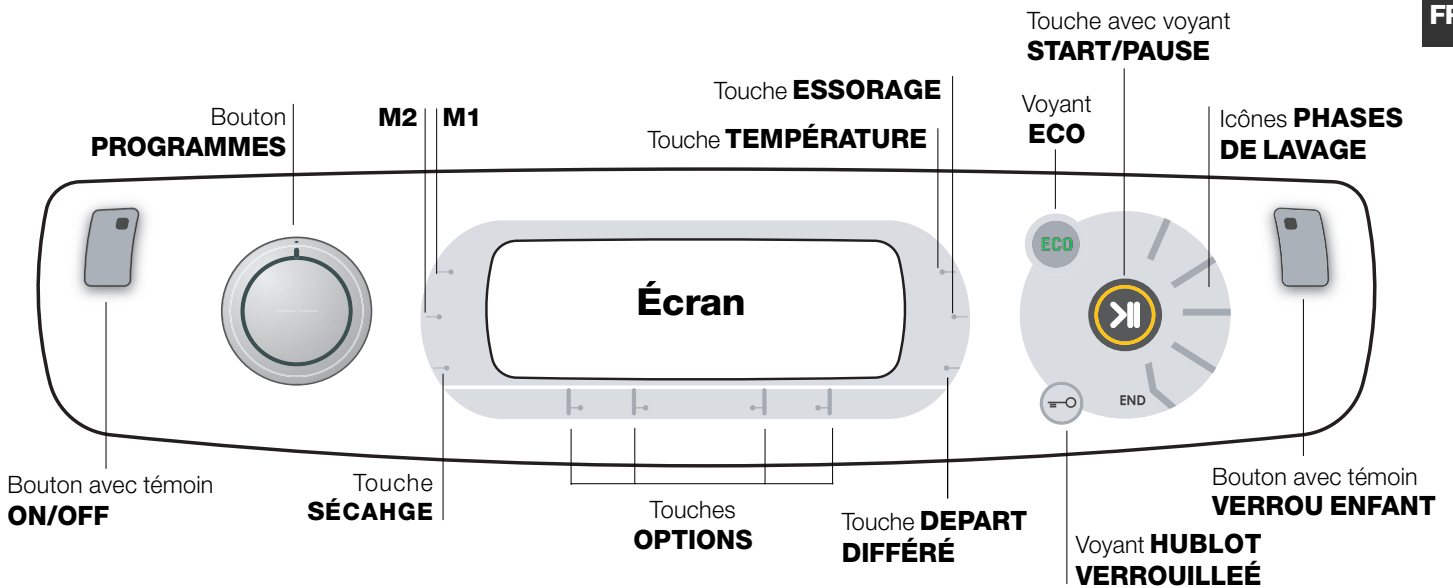 FR
Touche avec voyant
START/PAUSE
Touche ESSORAGE
Voyant
ECO
Icônes PHASES
DE LAVAGE
Bouton
PROGRAMMES
M2
M1
Touche TEMPÉRATURE
ECO
Écran
END
Bouton avec témoin
ON/OFF
Touche
SÉCAHGE
Touches
OPTIONS
Touche DEPART
DIFFÉRÉ
Voyant HUBLOT
VERROUILLEÉ
Bouton avec témoin
VERROU ENFANT